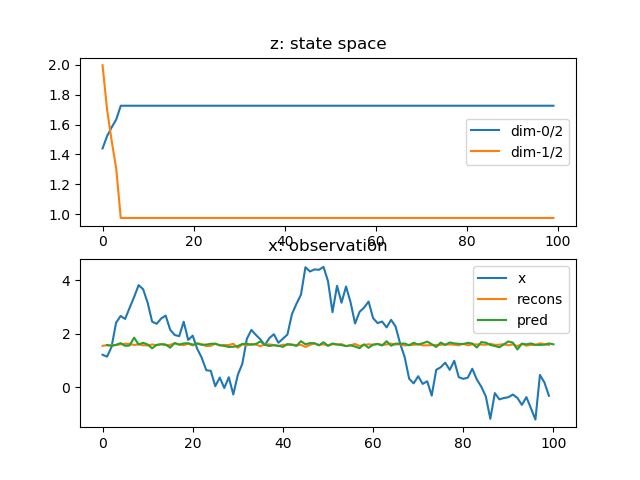 z: state space
2.0
1.8
1.6
1.4
1.2
1.0
dim-0/2
dim-1/2
0 20 40 60 80 100
x: observation
4
2
0
x
recons
pred
0 20 40 60 80 100